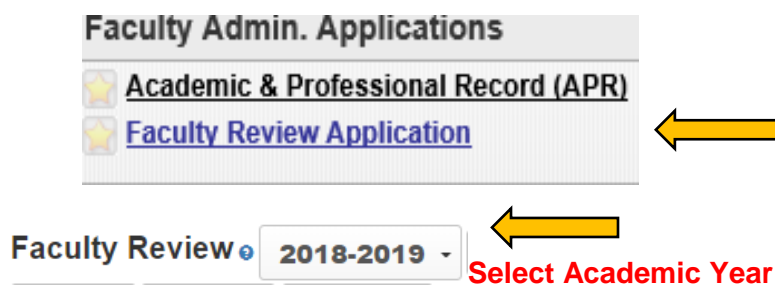 Faculty Admin. Applications
Academic & Professional Record (APR)
Faculty Review Application
Faculty Review 2018-2019
Select Academic Year